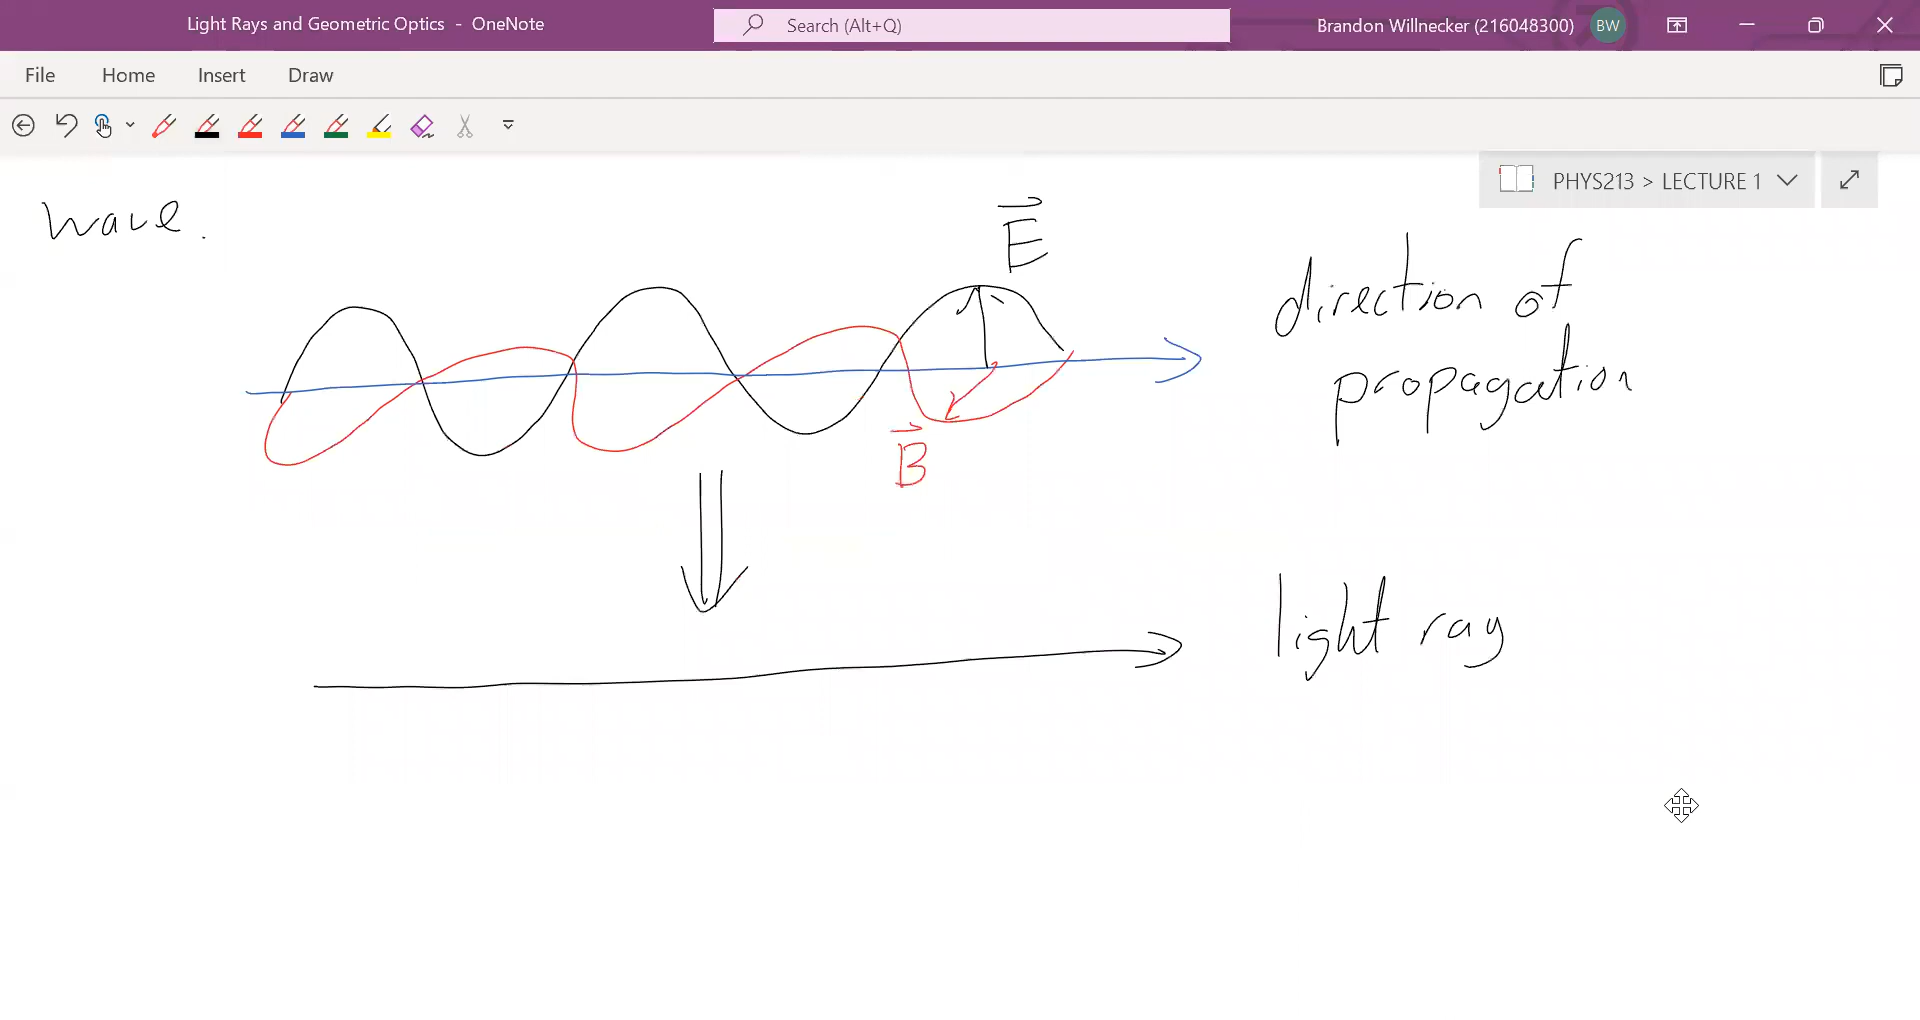 Light Rays and Geometric Optics - OneNote
Search (Alt+Q)
Brandon Willnecker (216048300)
BW
File
Home
Insert
Draw
PHYS213 > LECTURE 1
wave.
E
direction of
propagation
B
light ray